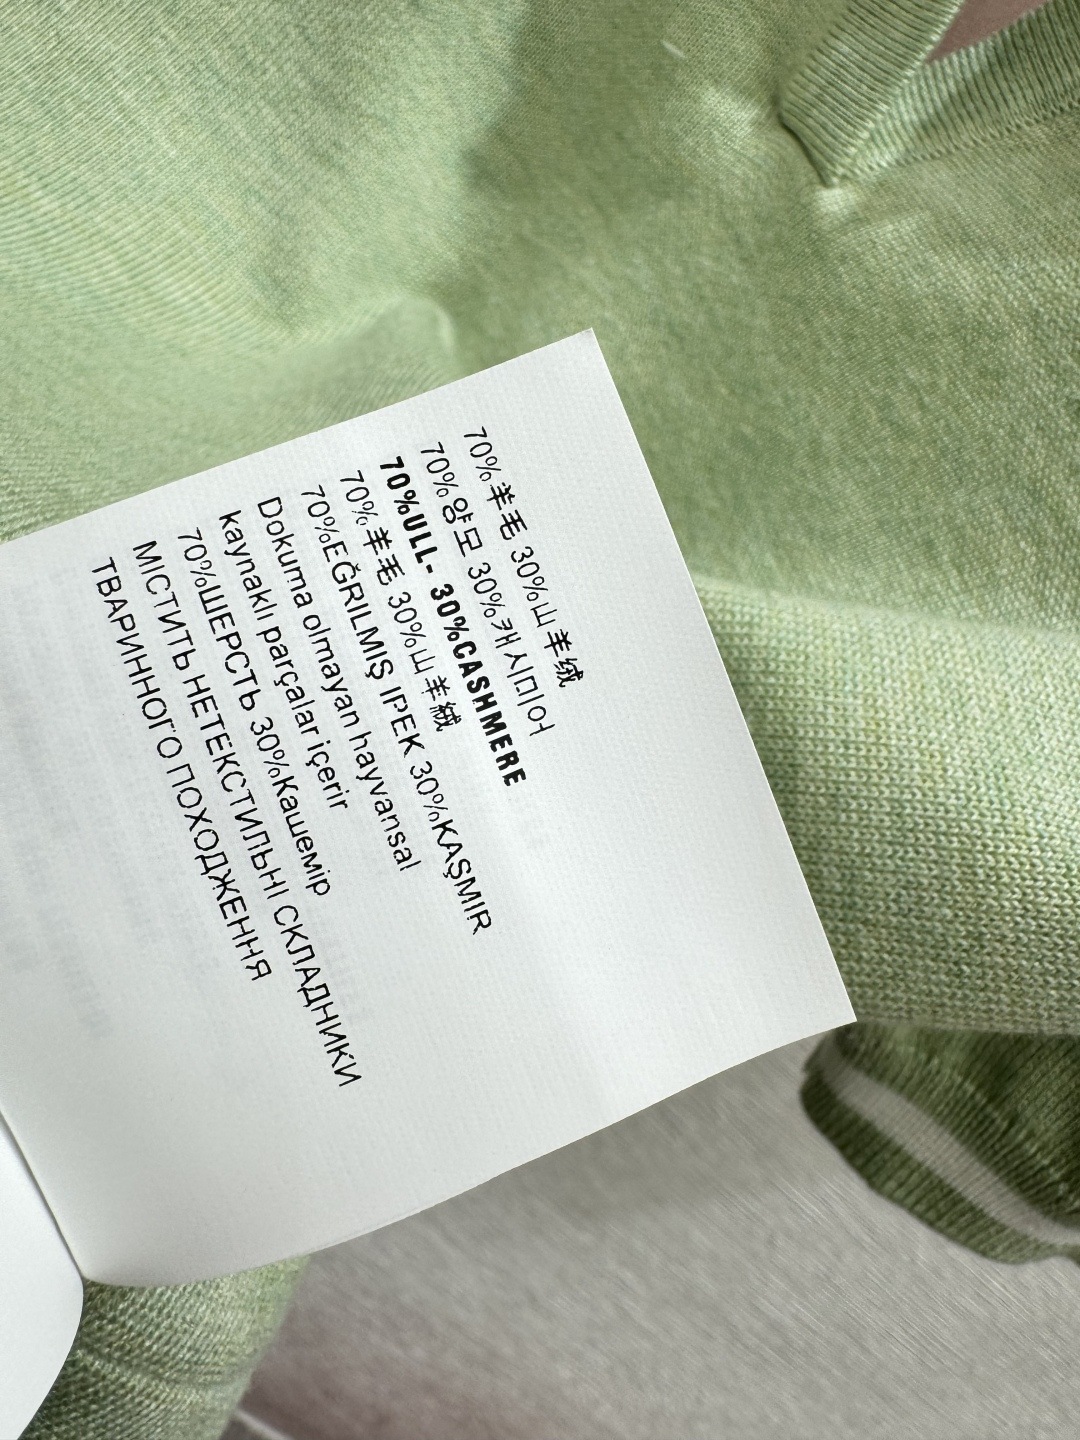 70%羊毛 30%山羊绒
70%양모 30%캐시미어
70%ULL- 30%CASHMERE
70%羊毛 30%山羊絨
70%EĞRILMIŞ IPEK 30%KAŞMIR
Dokuma olmayan hayvansal
kaynaklı parçalar içerir
70%ШЕРСТЬ 30%Кашемір
МІСТИТЬ НЕТЕКСТИЛЬНІ СКЛАДНИКИ
ТВАРИННОГО ПОХОДЖЕННЯ